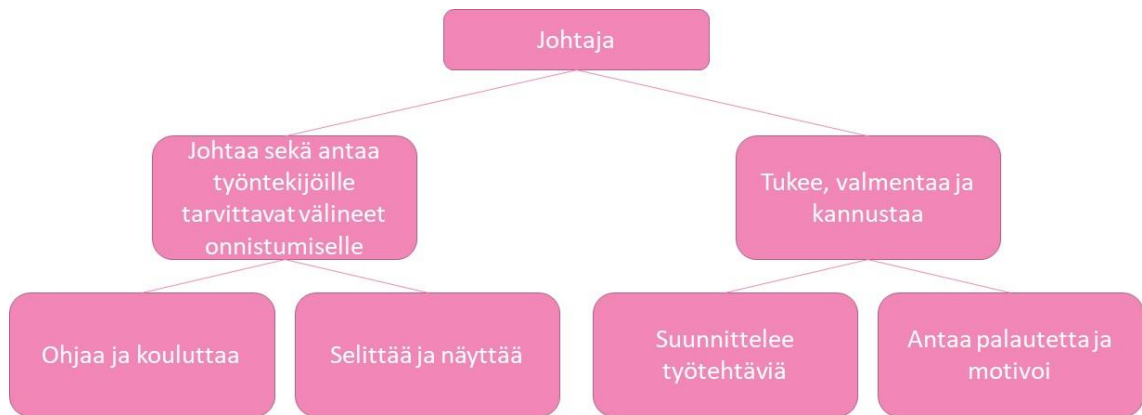 Johtaja
Johtaa sekä antaa
työntekijöille
tarvittavat välineet
onnistumiselle
Tukee, valmentaa ja
kannustaa
Ohjaa ja kouluttaa
Selittää ja näyttää
Suunnittelee
työtehtäviä
Antaa palautetta ja
motivoi